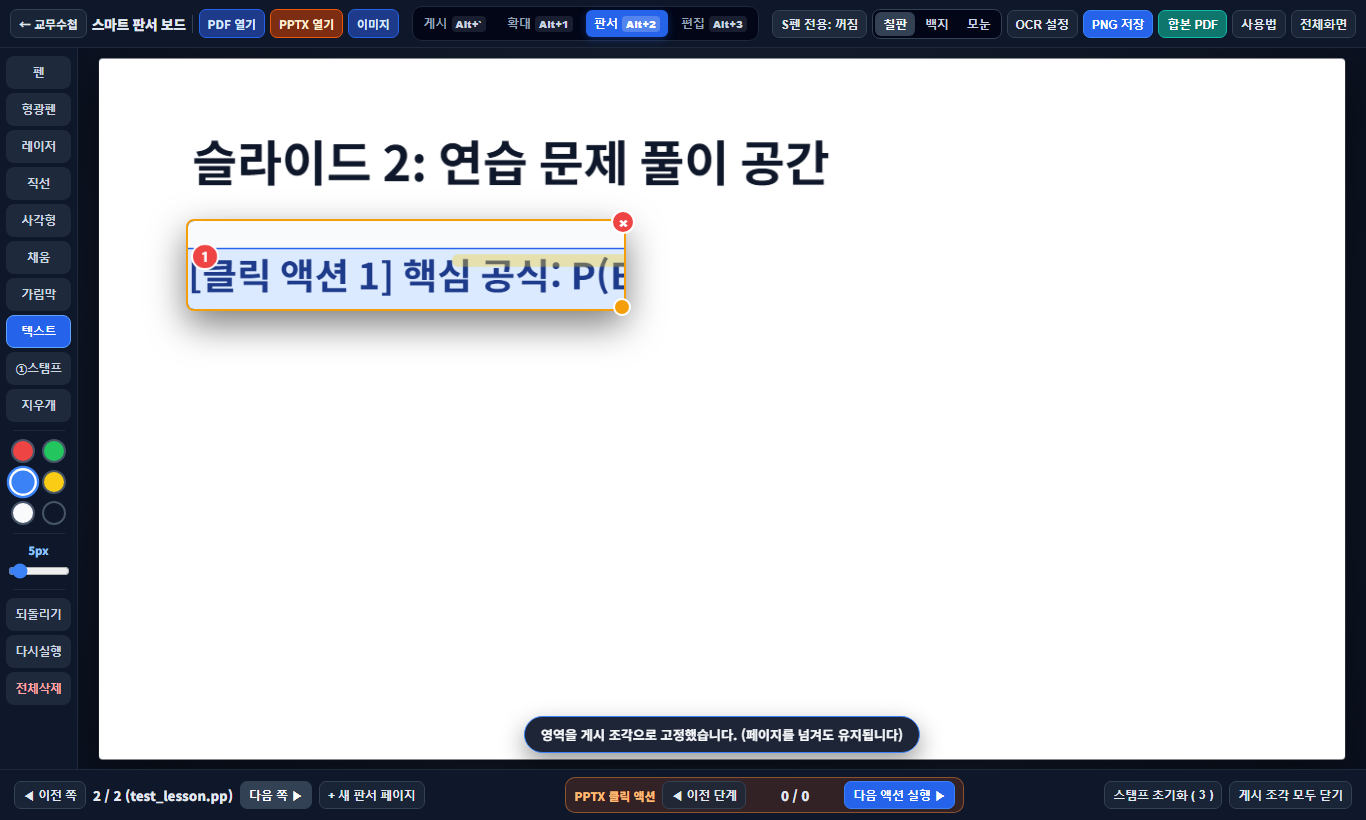 ← 교무수첩 스마트 판서 보드 PDF 열기 PPTX 열기 이미지 게시 Alt+` 확대 Alt+1 판서 Alt+2 편집 Alt+3 S펜 전용: 꺼짐 칠판 백지 모눈 OCR 설정 PNG 저장 합본 PDF 사용법 전체화면
펜
형광펜
레이저
직선
사각형
채움
가림막
텍스트
①스탬프
지우개
5px
되돌리기
다시실행
전체삭제
슬라이드 2: 연습 문제 풀이 공간
1
[클릭 액션 1] 핵심 공식: P(
영역을 게시 조각으로 고정했습니다. (페이지를 넘겨도 유지됩니다)
◀ 이전 쪽 2 / 2 (test_lesson.pp) 다음 쪽 ▶ + 새 판서 페이지 PPTX 클릭 액션 ◀ 이전 단계 0 / 0 다음 액션 실행 ▶ 스탬프 초기화 ( 3 ) 게시 조각 모두 닫기